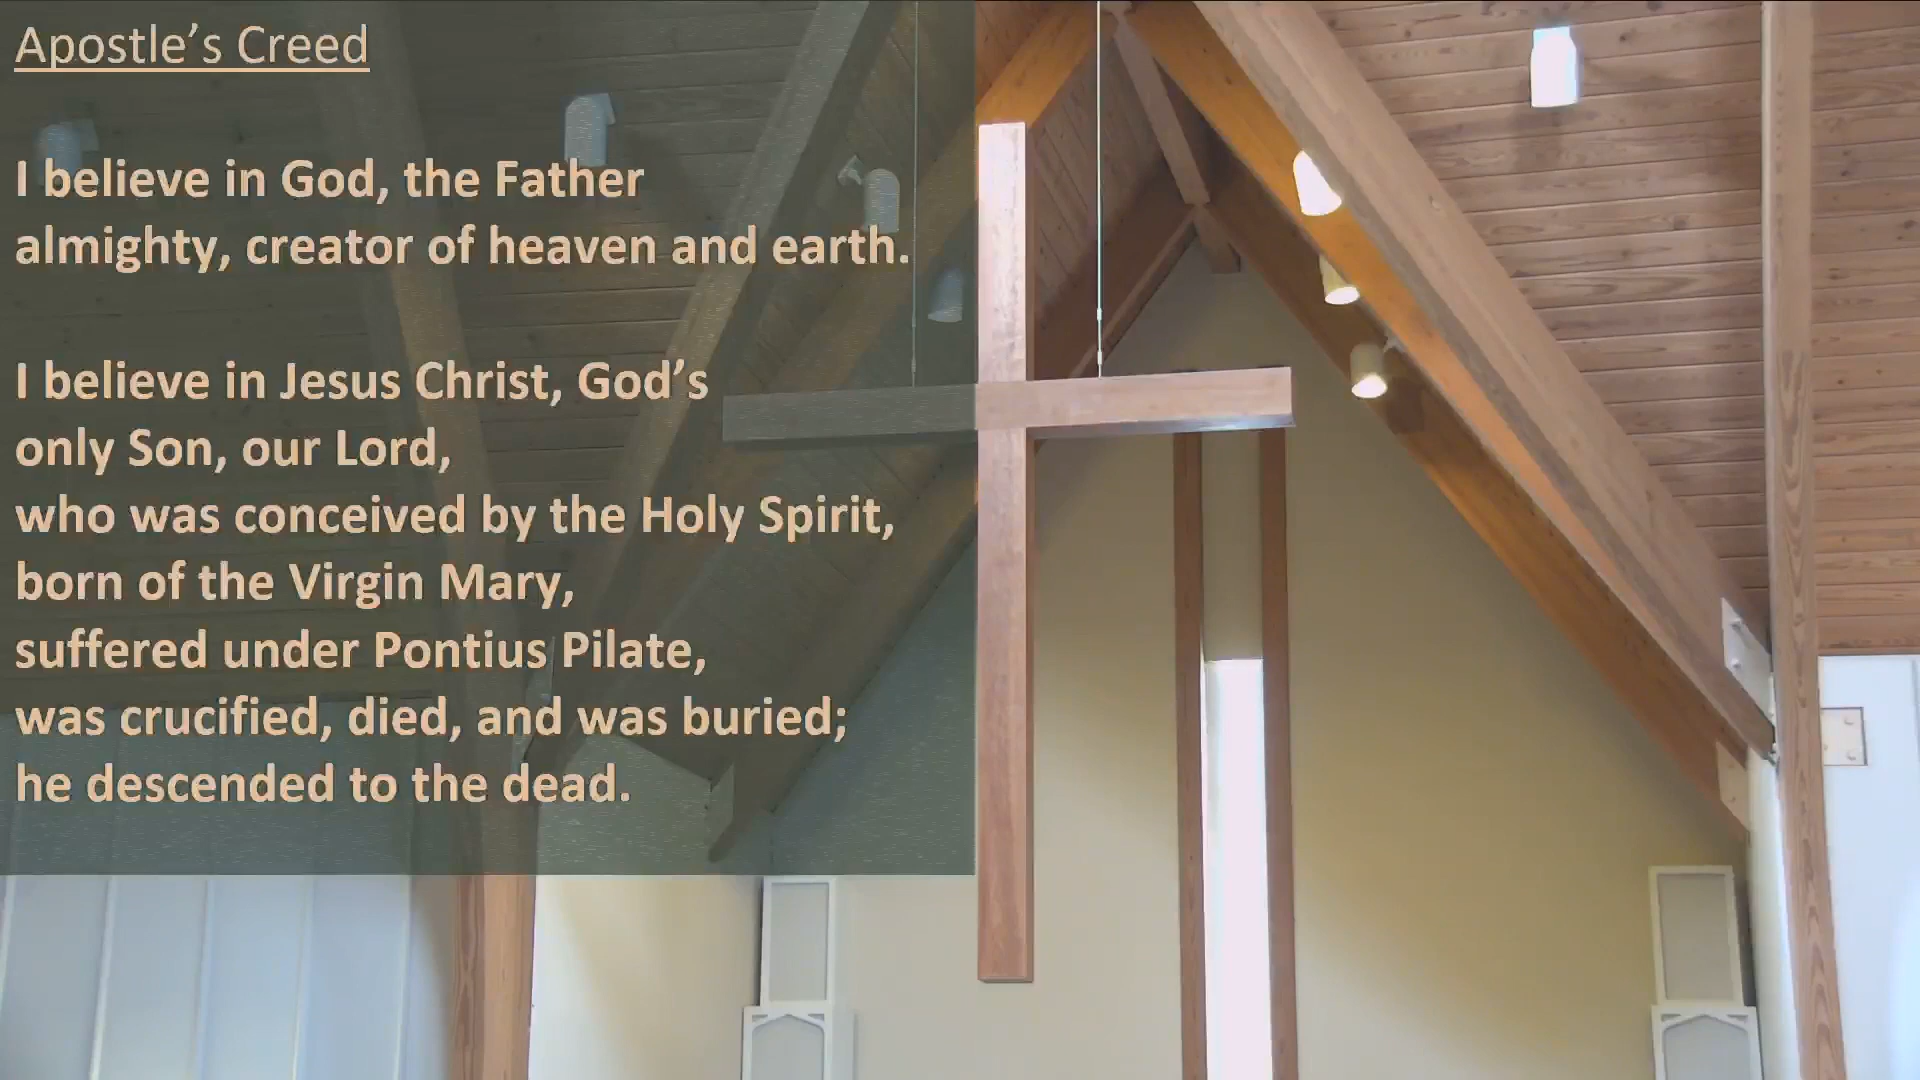 Apostle's Creed
I believe in God, the Father
almighty, creator of heaven and earth.
I believe in Jesus Christ, God's
only Son, our Lord,
who was conceived by the Holy Spirit,
born of the Virgin Mary,
suffered under Pontius Pilate,
was crucified, died, and was buried;
he descended to the dead.